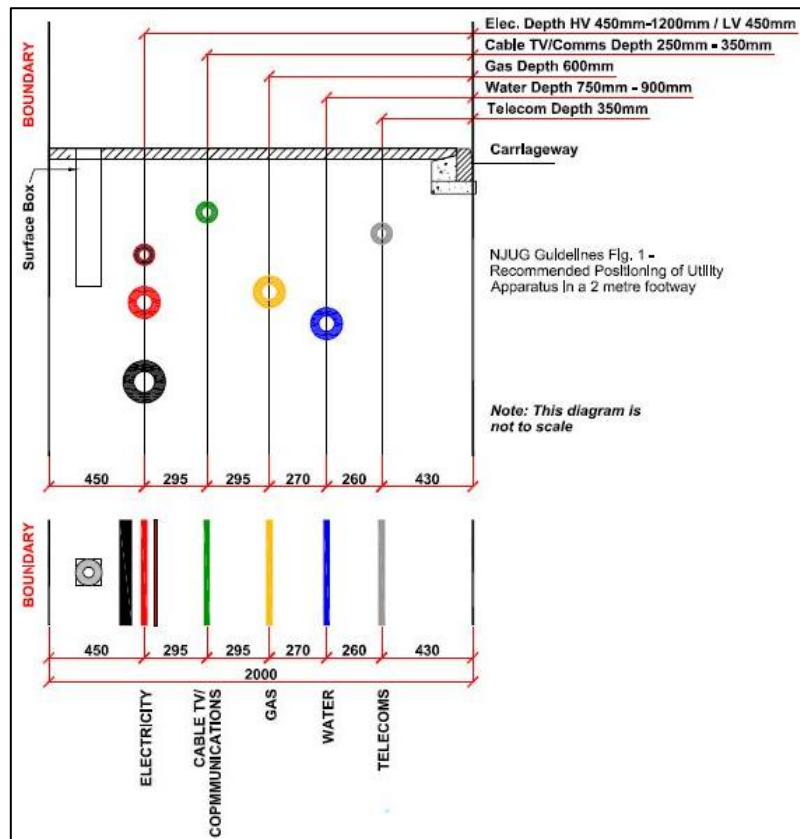 Elec. Depth HV 450mm-1200mm / LV 450mm
Cable TV/Comms Depth 250mm - 350mm
Gas Depth 600mm
Water Depth 750mm - 900mm
Telecom Depth 350mm
BOUNDARY
Carriageway
Surface Box
NJUG Guidelines Fig. 1 -
Recommended Positioning of Utility
Apparatus in a 2 metre footway
Note: This diagram is
not to scale
450 295 295 270 260 430
BOUNDARY
450 295 295 270 260 430
2000
ELECTRICITY
CABLE TV/
COPMMUNICATIONS
GAS
WATER
TELECOMS